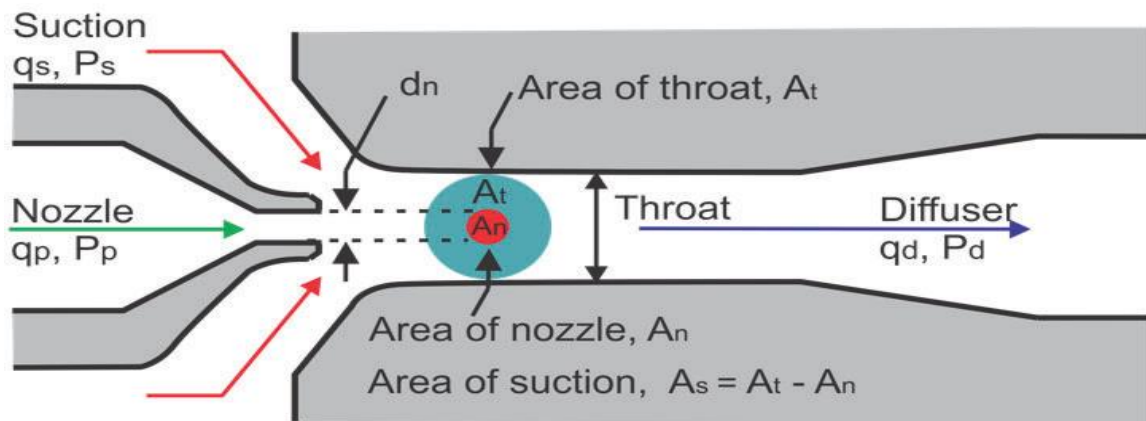 Suction
qs, Ps
dn
Area of throat, At
At
An
Nozzle
qp, Pp
Throat
Diffuser
qd, Pd
Area of nozzle, An
Area of suction, As = At - An